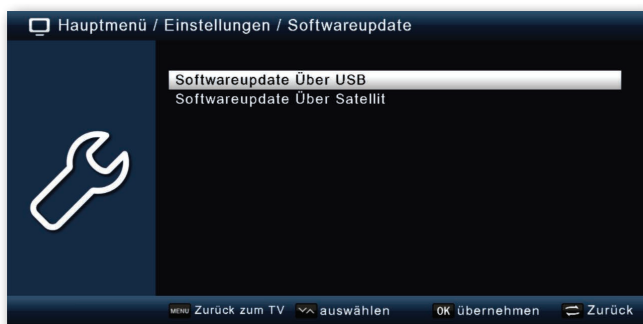 Hauptmenü / Einstellungen / Softwareupdate
Softwareupdate Über USB
Softwareupdate Über Satellit
MENU Zurück zum TV auswählen OK übernehmen Zurück